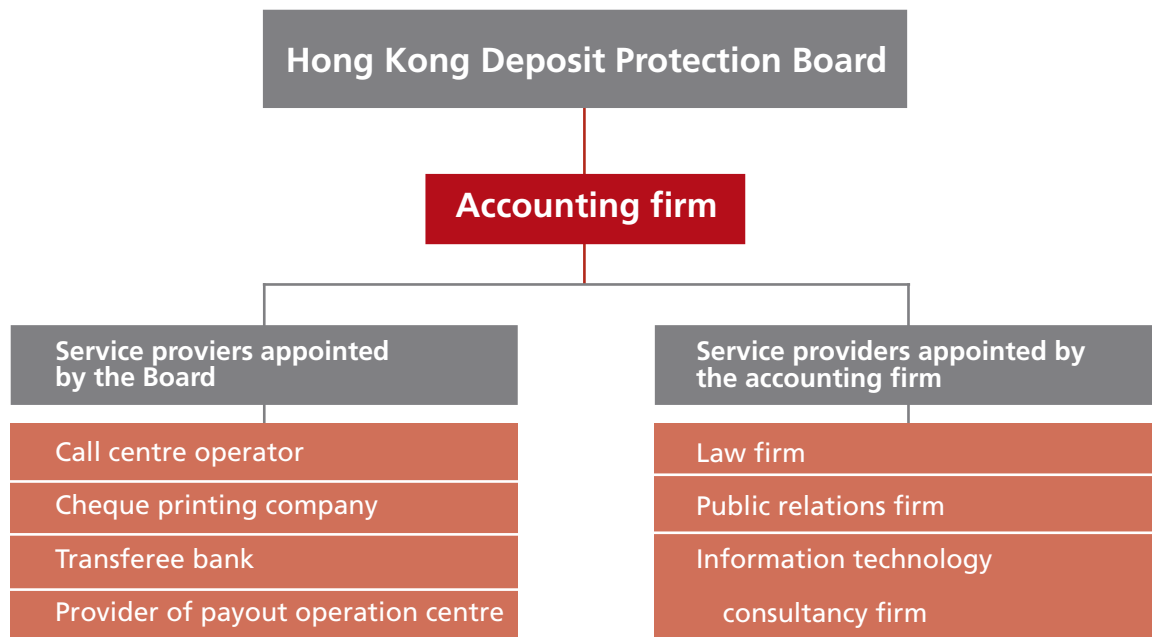 Hong Kong Deposit Protection Board
Accounting firm
Service proviers appointed
by the Board
Call centre operator
Cheque printing company
Transferee bank
Provider of payout operation centre
Service providers appointed by
the accounting firm
Law firm
Public relations firm
Information technology
consultancy firm